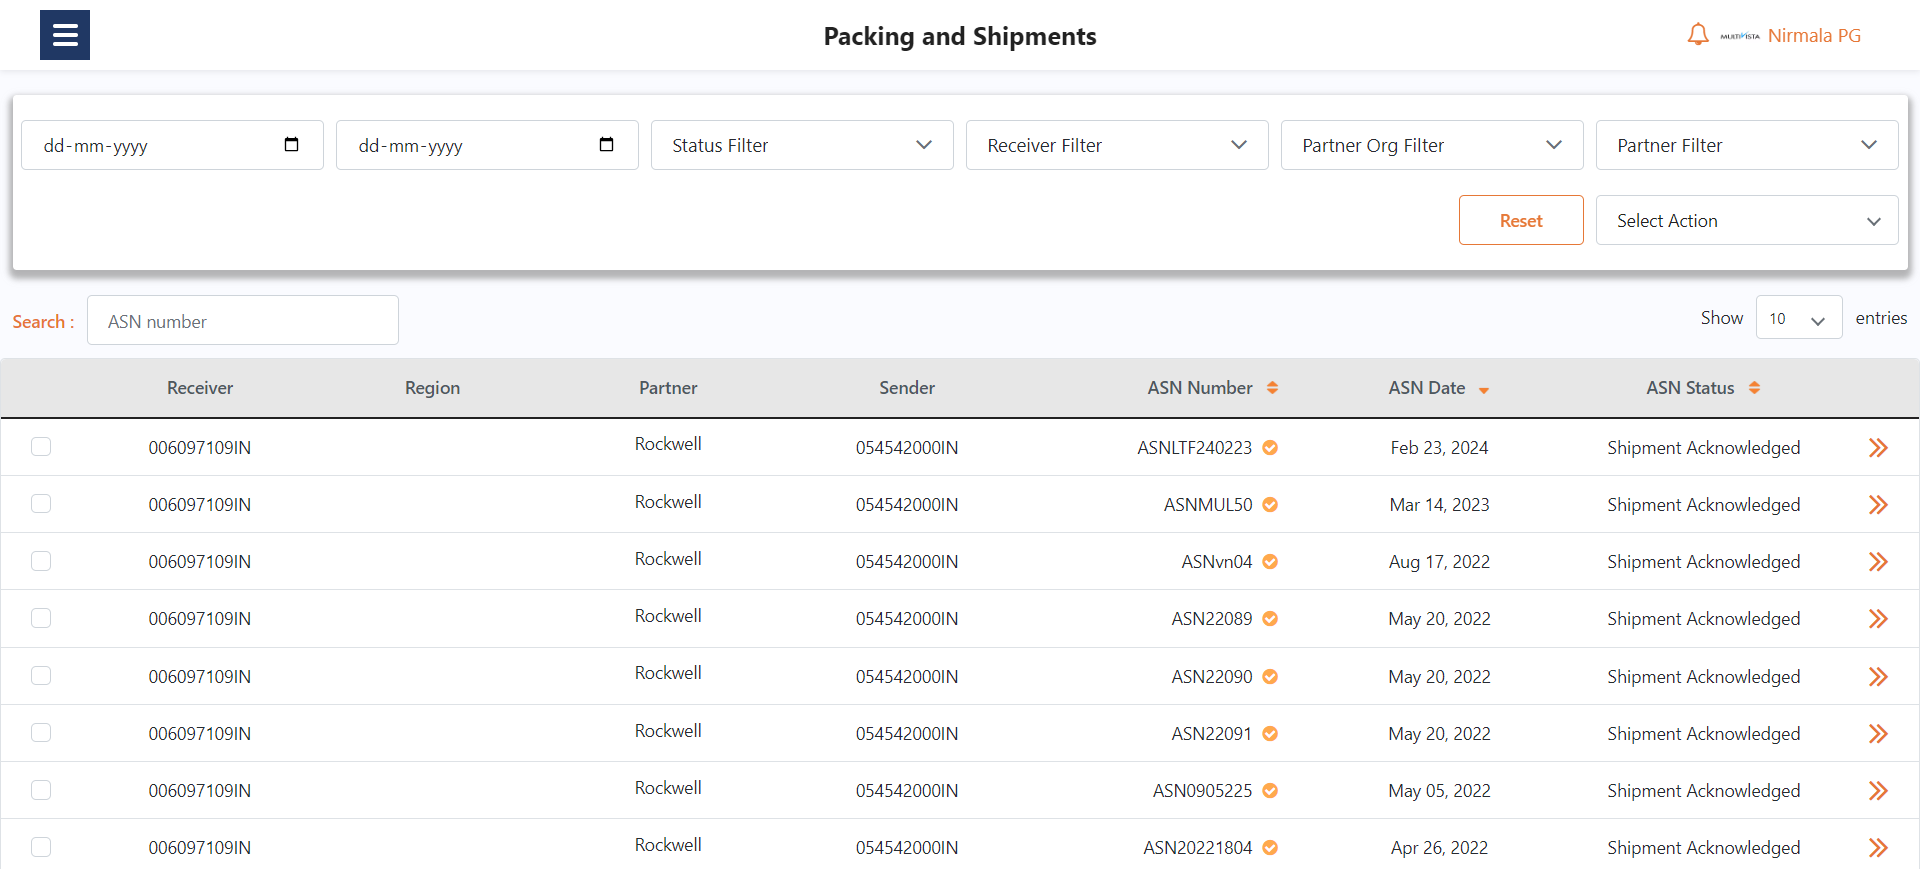 Packing and Shipments
MULTIVISTA Nirmala PG
dd-mm-yyyy dd-mm-yyyy Status Filter Receiver Filter Partner Org Filter Partner Filter
Reset Select Action
Search : ASN number Show 10 entries
Receiver Region Partner Sender ASN Number ASN Date ASN Status
006097109IN Rockwell 054542000IN ASNLTF240223 Feb 23, 2024 Shipment Acknowledged
006097109IN Rockwell 054542000IN ASNMUL50 Mar 14, 2023 Shipment Acknowledged
006097109IN Rockwell 054542000IN ASNvn04 Aug 17, 2022 Shipment Acknowledged
006097109IN Rockwell 054542000IN ASN22089 May 20, 2022 Shipment Acknowledged
006097109IN Rockwell 054542000IN ASN22090 May 20, 2022 Shipment Acknowledged
006097109IN Rockwell 054542000IN ASN22091 May 20, 2022 Shipment Acknowledged
006097109IN Rockwell 054542000IN ASN0905225 May 05, 2022 Shipment Acknowledged
006097109IN Rockwell 054542000IN ASN20221804 Apr 26, 2022 Shipment Acknowledged